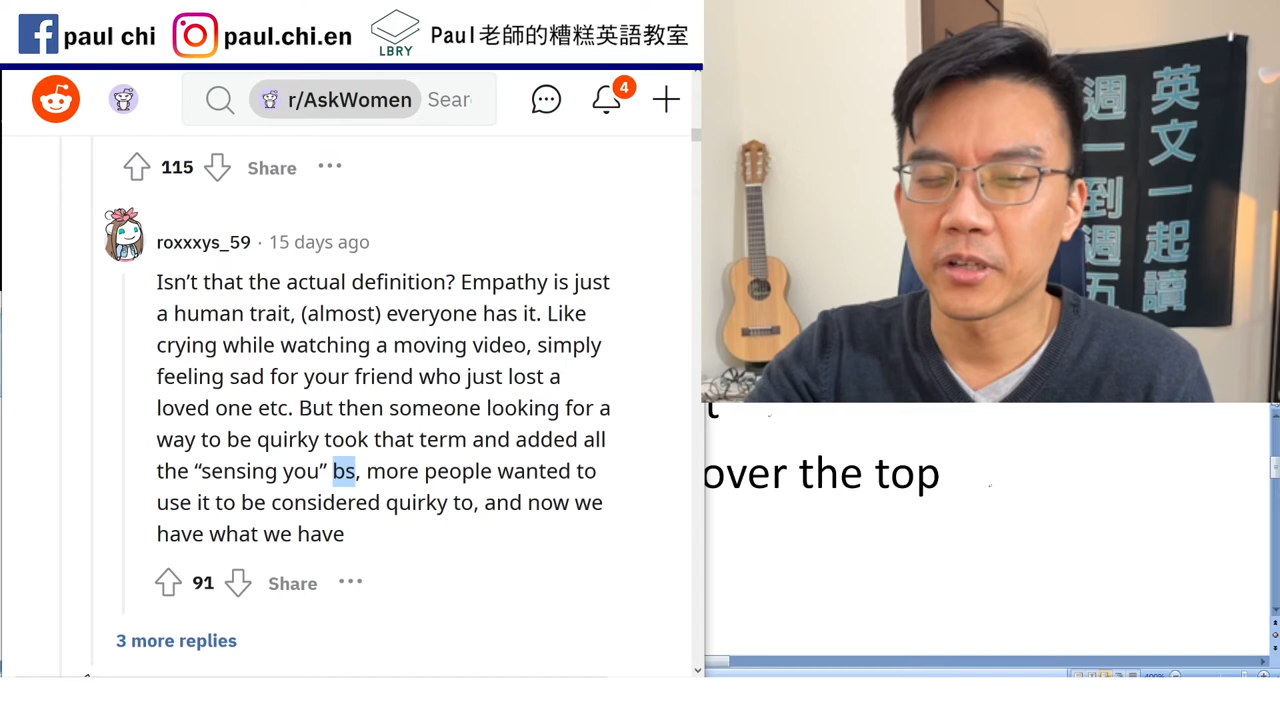 paul chi
paul.chi.en
LBRY
Paul老師的糟糕英語教室
r/AskWomen
Sear
4
115
Share
roxxxys_59 · 15 days ago
Isn’t that the actual definition? Empathy is just
a human trait, (almost) everyone has it. Like
crying while watching a moving video, simply
feeling sad for your friend who just lost a
loved one etc. But then someone looking for a
way to be quirky took that term and added all
the “sensing you” bs, more people wanted to
use it to be considered quirky to, and now we
have what we have
91
Share
3 more replies
英文一起讀
週一到週五
t
over the top
400%